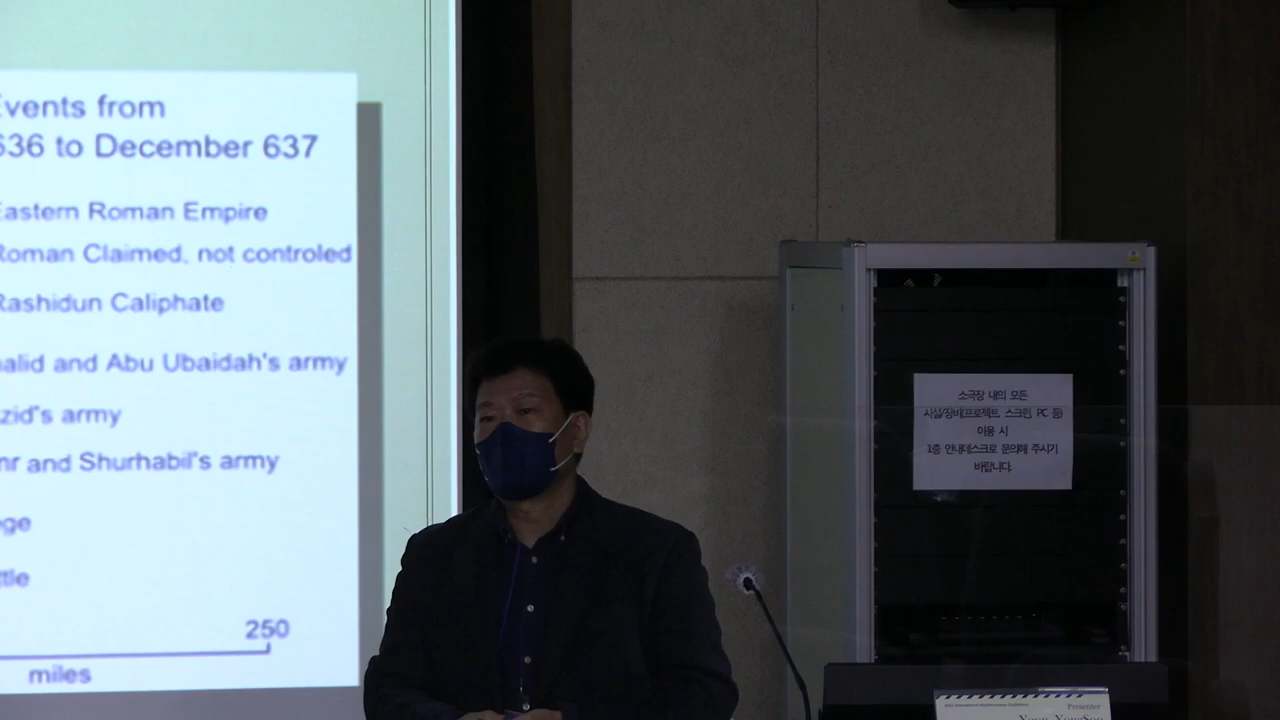 Events from
636 to December 637
Eastern Roman Empire
Roman Claimed, not controled
Rashidun Caliphate
halid and Abu Ubaidah's army
zid's army
mr and Shurhabil's army
ege
ttle
250
miles
소극장 내의 모든
시설/장비(프로젝트, 스크린, PC 등)
이용 시
1층 안내데스크로 문의해 주시기
바랍니다.
Presenter